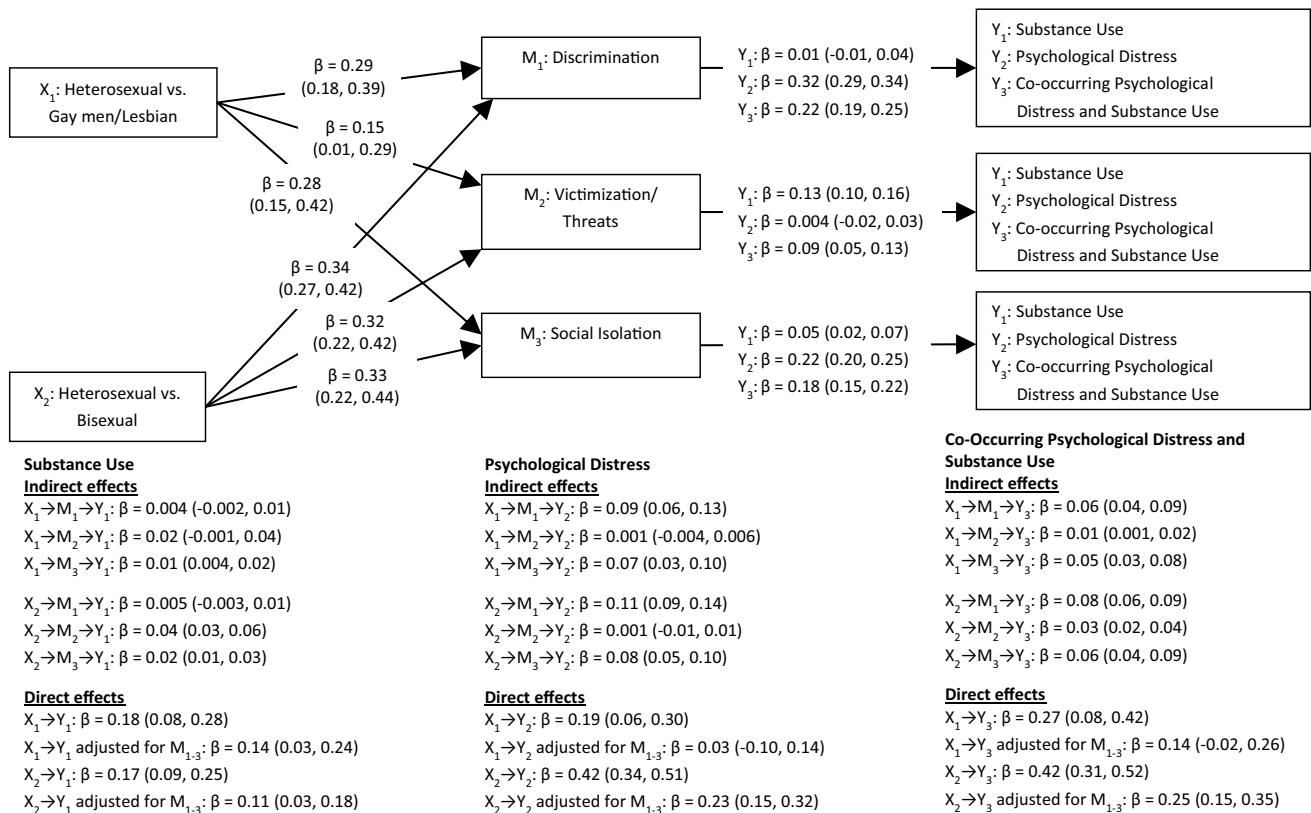 X₁: Heterosexual vs.
Gay men/Lesbian
X₂: Heterosexual vs.
Bisexual
β = 0.29
(0.18, 0.39)
β = 0.15
(0.01, 0.29)
β = 0.28
(0.15, 0.42)
β = 0.34
(0.27, 0.42)
β = 0.32
(0.22, 0.42)
β = 0.33
(0.22, 0.44)
M₁: Discrimination
M₂: Victimization/
Threats
M₃: Social Isolation
Y₁: β = 0.01 (-0.01, 0.04)
Y₂: β = 0.32 (0.29, 0.34)
Y₃: β = 0.22 (0.19, 0.25)
Y₁: β = 0.13 (0.10, 0.16)
Y₂: β = 0.004 (-0.02, 0.03)
Y₃: β = 0.09 (0.05, 0.13)
Y₁: β = 0.05 (0.02, 0.07)
Y₂: β = 0.22 (0.20, 0.25)
Y₃: β = 0.18 (0.15, 0.22)
Y₁: Substance Use
Y₂: Psychological Distress
Y₃: Co-occurring Psychological
Distress and Substance Use
Y₁: Substance Use
Y₂: Psychological Distress
Y₃: Co-occurring Psychological
Distress and Substance Use
Y₁: Substance Use
Y₂: Psychological Distress
Y₃: Co-occurring Psychological
Distress and Substance Use
Substance Use
Indirect effects
X₁→M₁→Y₁: β = 0.004 (-0.002, 0.01)
X₁→M₂→Y₁: β = 0.02 (-0.001, 0.04)
X₁→M₃→Y₁: β = 0.01 (0.004, 0.02)
X₂→M₁→Y₁: β = 0.005 (-0.003, 0.01)
X₂→M₂→Y₁: β = 0.04 (0.03, 0.06)
X₂→M₃→Y₁: β = 0.02 (0.01, 0.03)
Direct effects
X₁→Y₁: β = 0.18 (0.08, 0.28)
X₁→Y₁ adjusted for M₁₋₃: β = 0.14 (0.03, 0.24)
X₂→Y₁: β = 0.17 (0.09, 0.25)
X₂→Y₁ adjusted for M₁₋₃: β = 0.11 (0.03, 0.18)
Psychological Distress
Indirect effects
X₁→M₁→Y₂: β = 0.09 (0.06, 0.13)
X₁→M₂→Y₂: β = 0.001 (-0.004, 0.006)
X₁→M₃→Y₂: β = 0.07 (0.03, 0.10)
X₂→M₁→Y₂: β = 0.11 (0.09, 0.14)
X₂→M₂→Y₂: β = 0.001 (-0.01, 0.01)
X₂→M₃→Y₂: β = 0.08 (0.05, 0.10)
Direct effects
X₁→Y₂: β = 0.19 (0.06, 0.30)
X₁→Y₂ adjusted for M₁₋₃: β = 0.03 (-0.10, 0.14)
X₂→Y₂: β = 0.42 (0.34, 0.51)
X₂→Y₂ adjusted for M₁₋₃: β = 0.23 (0.15, 0.32)
Co-Occurring Psychological Distress and
Substance Use
Indirect effects
X₁→M₁→Y₃: β = 0.06 (0.04, 0.09)
X₁→M₂→Y₃: β = 0.01 (0.001, 0.02)
X₁→M₃→Y₃: β = 0.05 (0.03, 0.08)
X₂→M₁→Y₃: β = 0.08 (0.06, 0.09)
X₂→M₂→Y₃: β = 0.03 (0.02, 0.04)
X₂→M₃→Y₃: β = 0.06 (0.04, 0.09)
Direct effects
X₁→Y₃: β = 0.27 (0.08, 0.42)
X₁→Y₃ adjusted for M₁₋₃: β = 0.14 (-0.02, 0.26)
X₂→Y₃: β = 0.42 (0.31, 0.52)
X₂→Y₃ adjusted for M₁₋₃: β = 0.25 (0.15, 0.35)